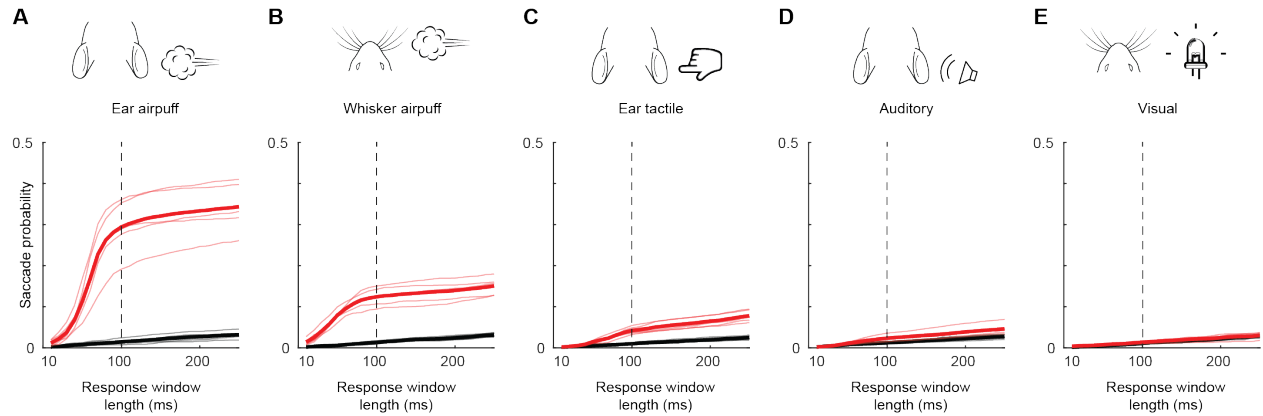 A
B
C
D
E
Ear airpuff
Whisker airpuff
Ear tactile
Auditory
Visual
Saccade probability
0.5
0
10
100
200
Response window
length (ms)
0.5
0
10
100
200
Response window
length (ms)
0.5
0
10
100
200
Response window
length (ms)
0.5
0
10
100
200
Response window
length (ms)
0.5
0
10
100
200
Response window
length (ms)